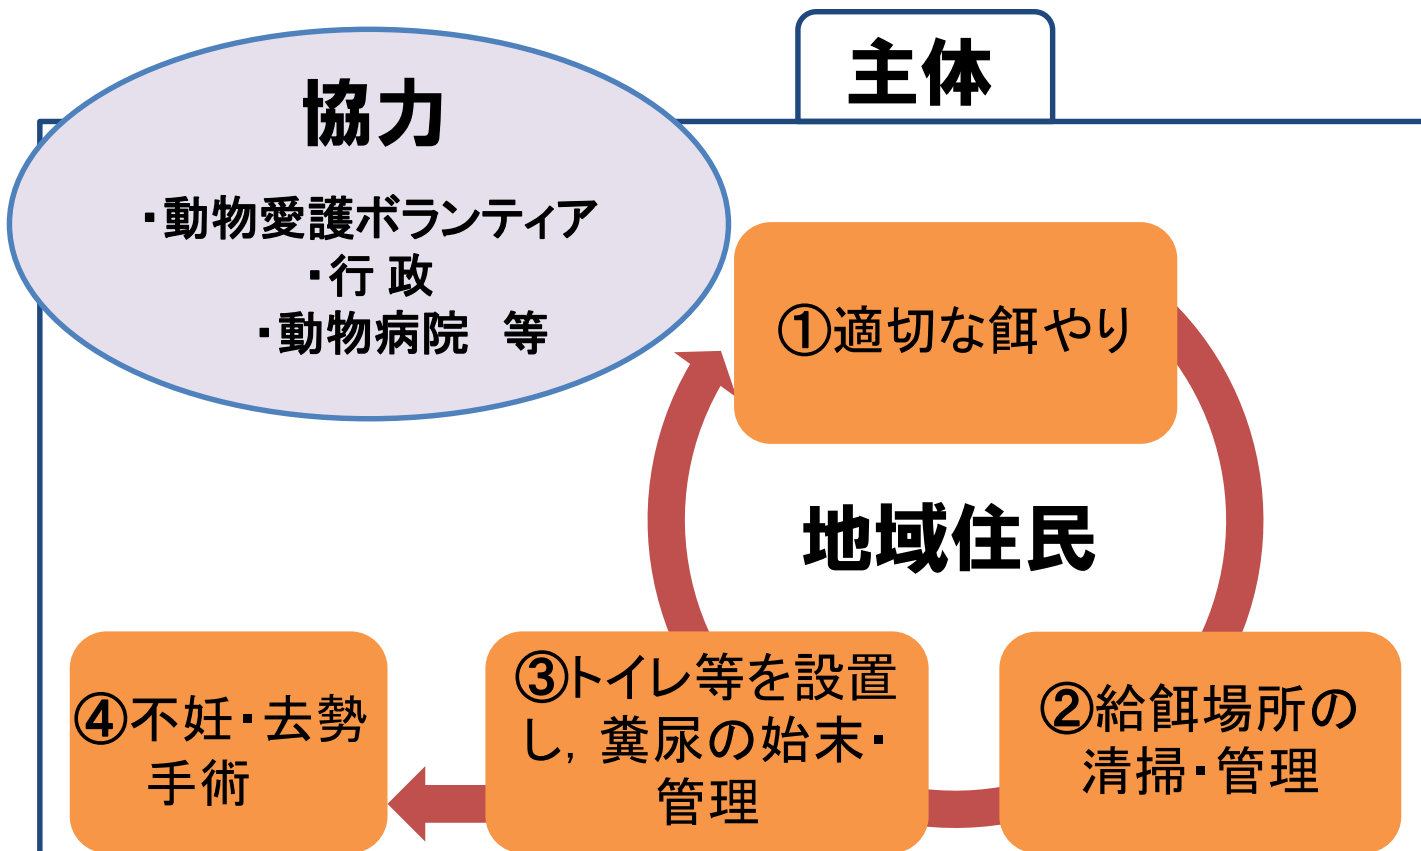 主体
協力
・動物愛護ボランティア
・行 政
・動物病院 等
①適切な餌やり
地域住民
④不妊・去勢
手術
③トイレ等を設置
し，糞尿の始末・
管理
②給餌場所の
清掃・管理